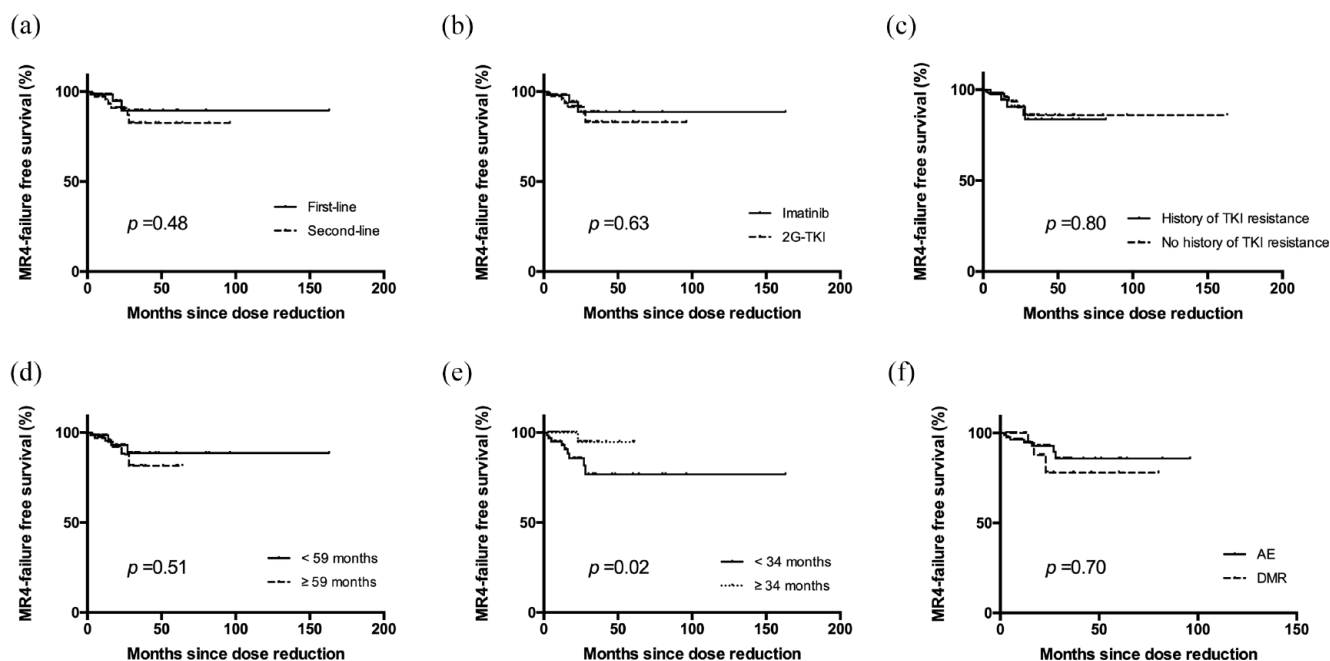 (a)
MR4-failure free survival (%)
100
50
0
p =0.48
First-line
Second-line
0 50 100 150 200
Months since dose reduction
(b)
MR4-failure free survival (%)
100
50
0
p =0.63
Imatinib
2G-TKI
0 50 100 150 200
Months since dose reduction
(c)
MR4-failure free survival (%)
100
50
0
p =0.80
History of TKI resistance
No history of TKI resistance
0 50 100 150 200
Months since dose reduction
(d)
MR4-failure free survival (%)
100
50
0
p =0.51
< 59 months
≥ 59 months
0 50 100 150 200
Months since dose reduction
(e)
MR4-failure free survival (%)
100
50
0
p =0.02
< 34 months
≥ 34 months
0 50 100 150 200
Months since dose reduction
(f)
MR4-failure free survival (%)
100
50
0
p =0.70
AE
DMR
0 50 100 150
Months since dose reduction